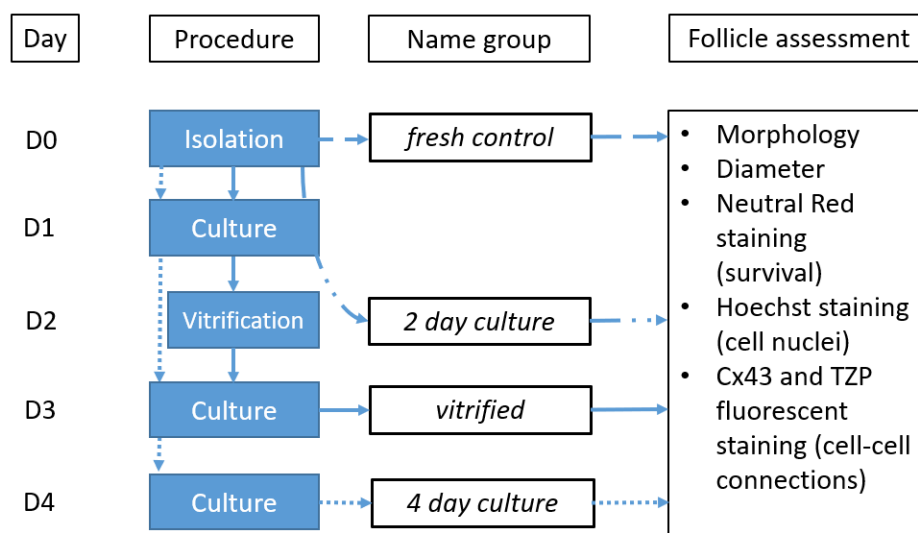 Day Procedure Name group Follicle assessment
D0 Isolation fresh control
D1 Culture
D2 Vitrification 2 day culture
D3 Culture vitrified
D4 Culture 4 day culture
• Morphology
• Diameter
• Neutral Red
staining
(survival)
• Hoechst staining
(cell nuclei)
• Cx43 and TZP
fluorescent
staining (cell-cell
connections)